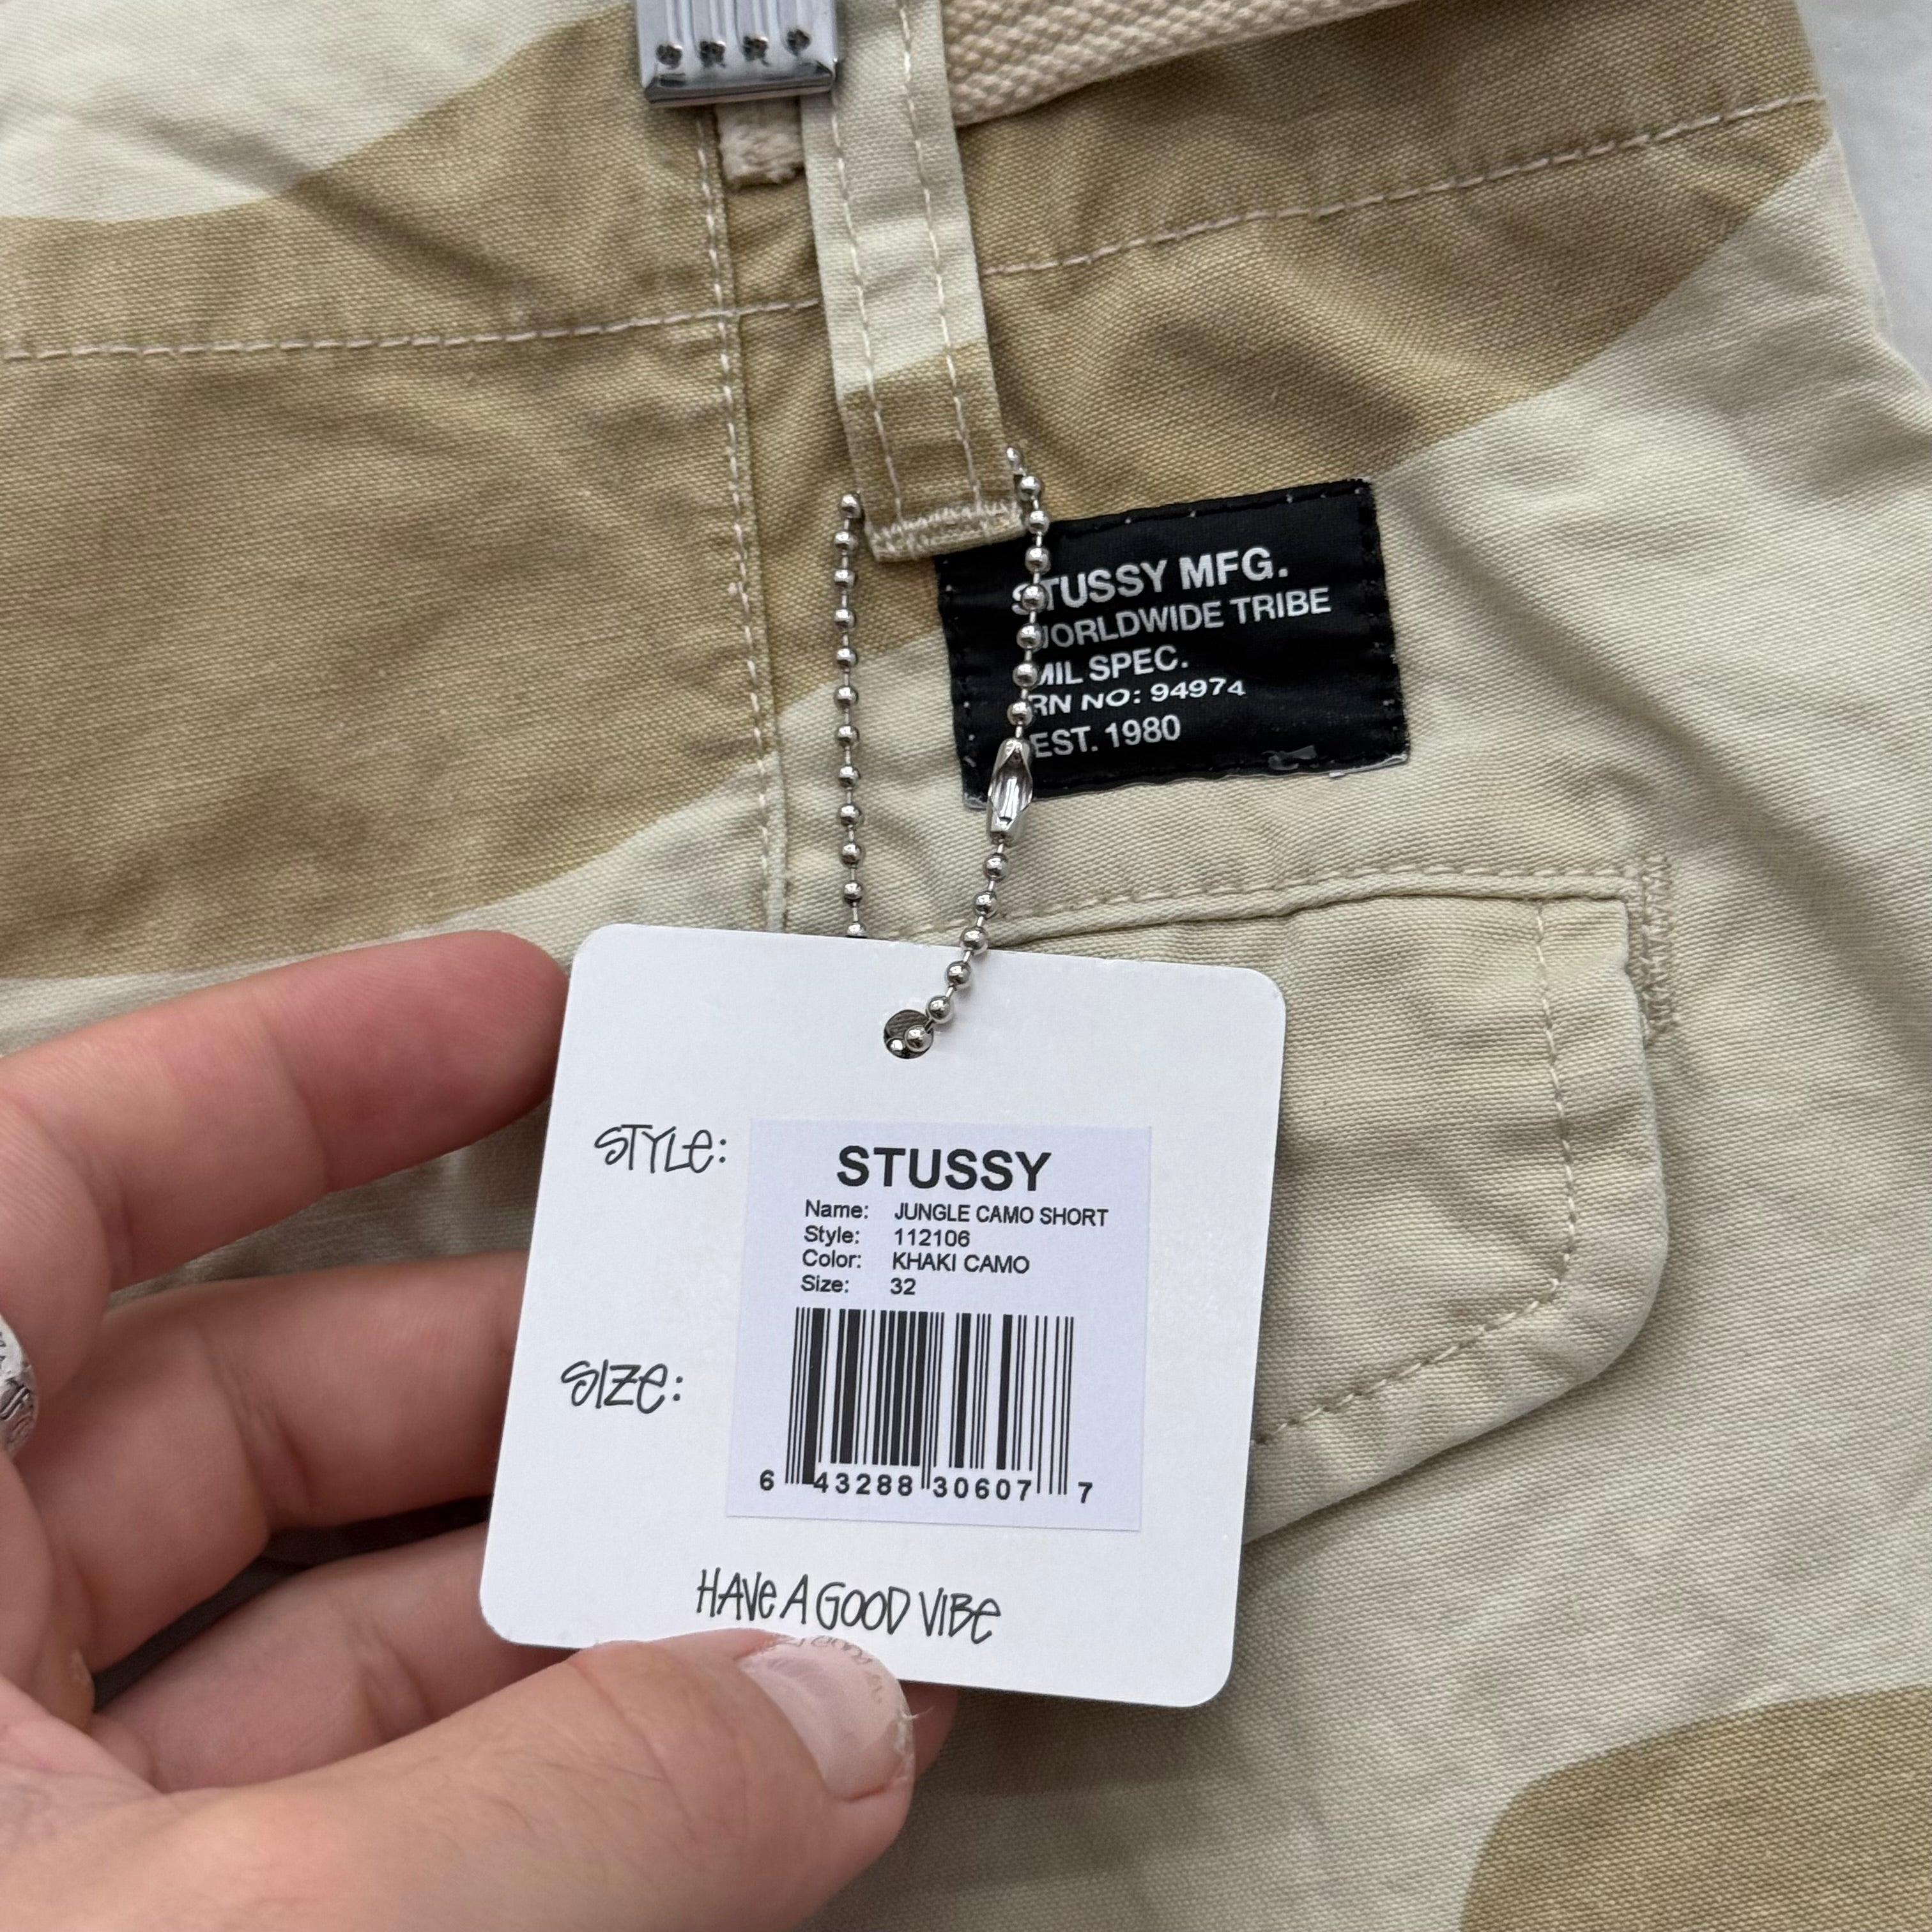 STUSSY MFG.
WORLDWIDE TRIBE
MIL SPEC.
RN NO: 94974
EST. 1980
STYLE:
STUSSY
Name: JUNGLE CAMO SHORT
Style: 112106
Color: KHAKI CAMO
Size: 32
SIZE:
6 43288 30607 7
HAVE A GOOD VIBE